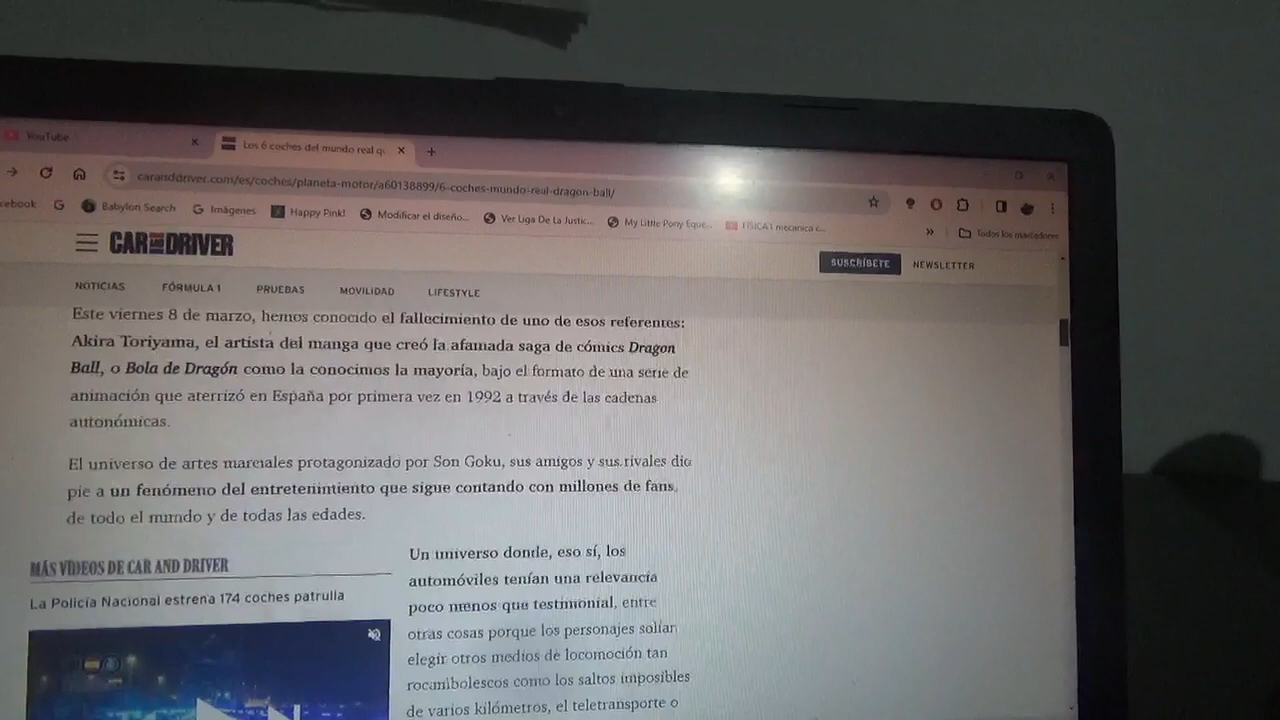 YouTube
Los 6 coches del mundo real q
caranddriver.com/es/coches/planeta-motor/a60138899/6-coches-mundo-real-dragon-ball/
cebook
Babylon Search
Imágenes
Happy Pink!
Modificar el diseño...
Ver Liga De La Justic...
My Little Pony Eque...
FISICA 1 mecanica c...
Todos los marcadores
CAR AND DRIVER
SUSCRÍBETE
NEWSLETTER
NOTICIAS
FÓRMULA 1
PRUEBAS
MOVILIDAD
LIFESTYLE
Este viernes 8 de marzo, hemos conocido el fallecimiento de uno de esos referentes:
Akira Toriyama, el artista del manga que creó la afamada saga de cómics Dragon
Ball, o Bola de Dragón como la conocimos la mayoría, bajo el formato de una serie de
animación que aterrizó en España por primera vez en 1992 a través de las cadenas
autonómicas.
El universo de artes marciales protagonizado por Son Goku, sus amigos y sus rivales dio
pie a un fenómeno del entretenimiento que sigue contando con millones de fans,
de todo el mundo y de todas las edades.
MÁS VÍDEOS DE CAR AND DRIVER
La Policía Nacional estrena 174 coches patrulla
Un universo donde, eso sí, los
automóviles tenían una relevancia
poco menos que testimonial, entre
otras cosas porque los personajes solían
elegir otros medios de locomoción tan
rocambolescos como los saltos imposibles
de varios kilómetros, el teletransporte o